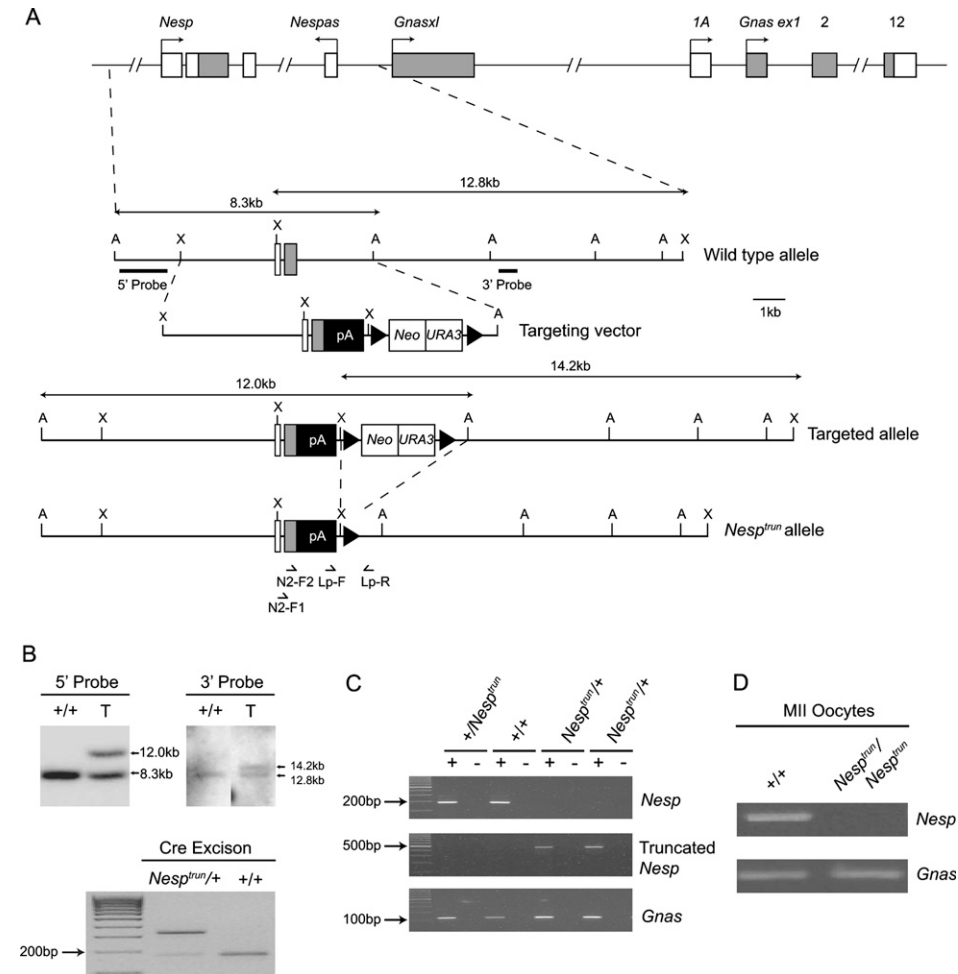 A
Nesp Nespas Gnasxl 1A Gnas ex1 2 12
12.8kb
8.3kb
A X X A A A A X
Wild type allele
5' Probe 3' Probe
1kb
X X X A
pA Neo URA3
Targeting vector
14.2kb
12.0kb
A X X X A A A A X
pA Neo URA3
Targeted allele
A X X X A A A A X
pA
Nesptrun allele
N2-F2 Lp-F Lp-R
N2-F1
B
5' Probe 3' Probe
+/+ T +/+ T
12.0kb
8.3kb
14.2kb
12.8kb
Cre Excison
Nesptrun/+ +/+
200bp
C
+/Nesptrun +/+ Nesptrun/+ Nesptrun/+
+ - + - + - + -
200bp Nesp
500bp Truncated
Nesp
100bp Gnas
D
MII Oocytes
+/+ Nesptrun/
Nesptrun
Nesp
Gnas